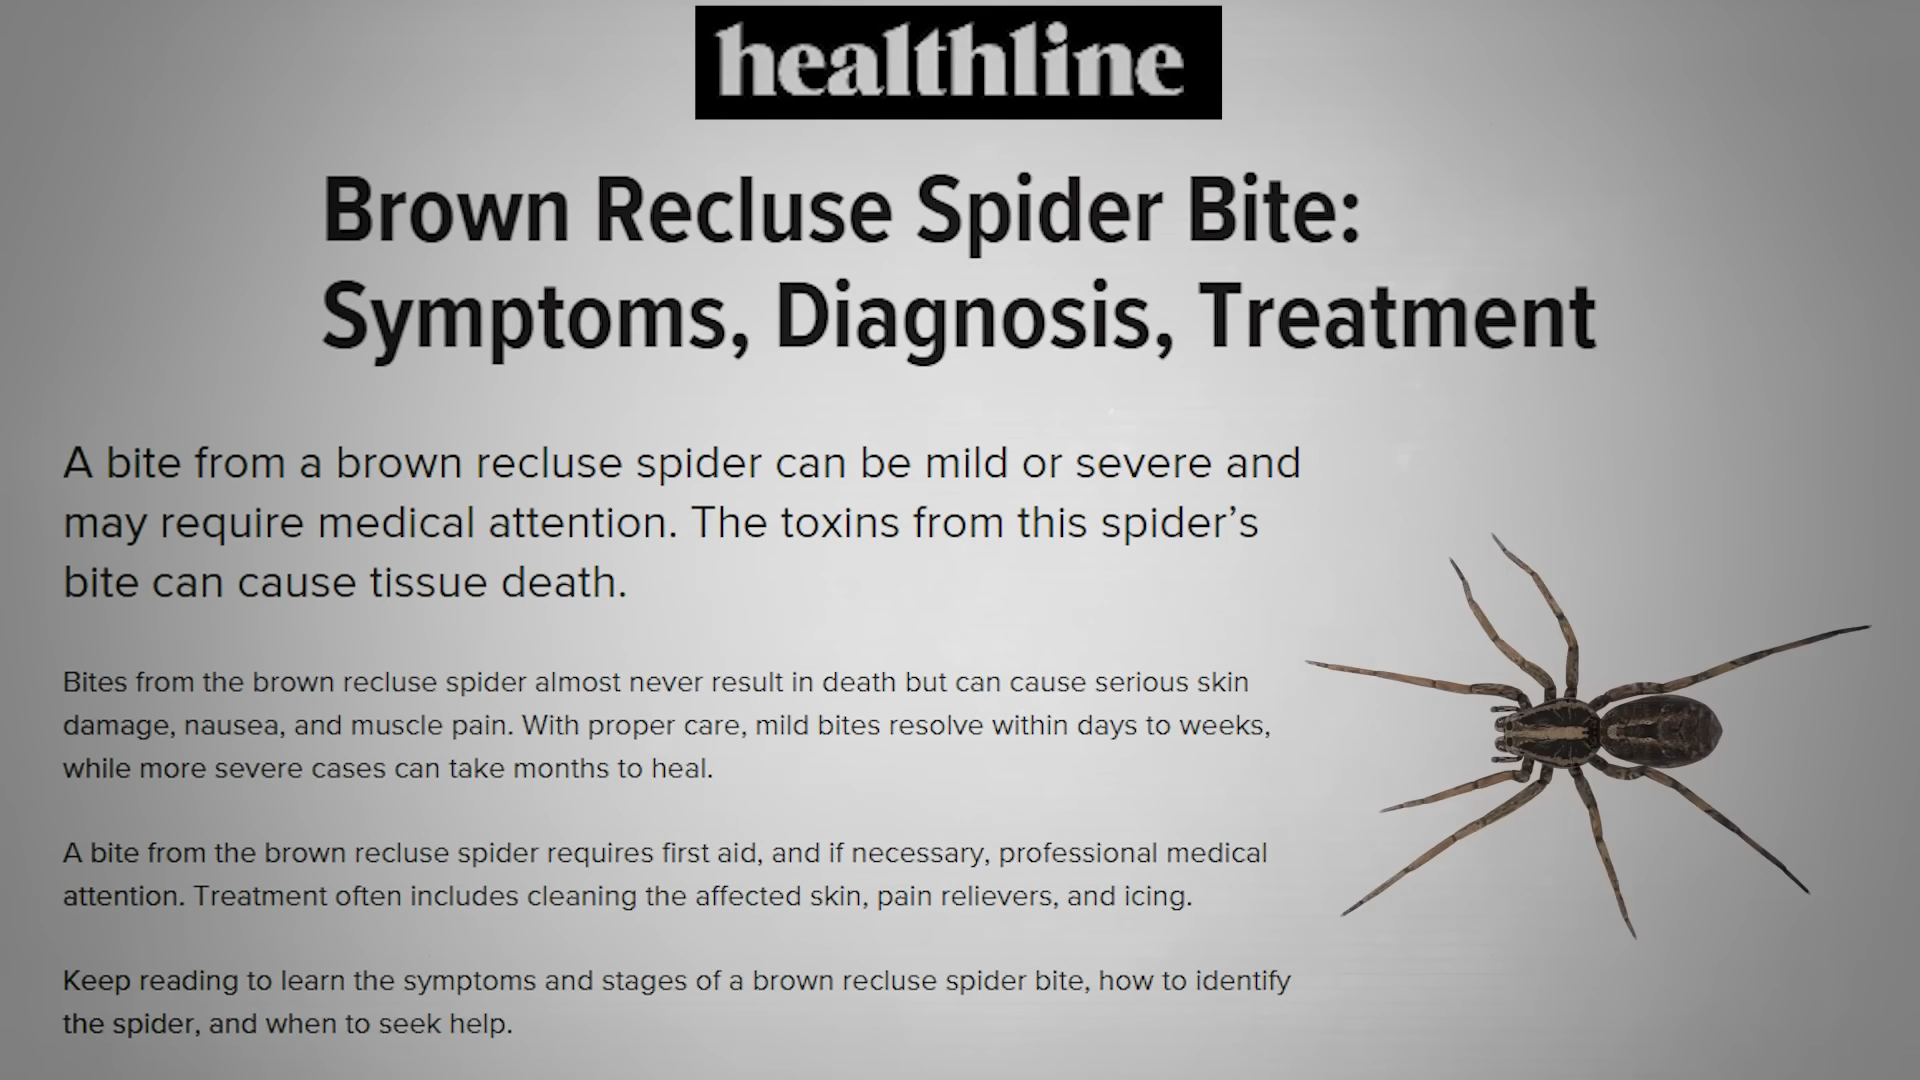 healthline
Brown Recluse Spider Bite:
Symptoms, Diagnosis, Treatment
A bite from a brown recluse spider can be mild or severe and
may require medical attention. The toxins from this spider’s
bite can cause tissue death.
Bites from the brown recluse spider almost never result in death but can cause serious skin
damage, nausea, and muscle pain. With proper care, mild bites resolve within days to weeks,
while more severe cases can take months to heal.
A bite from the brown recluse spider requires first aid, and if necessary, professional medical
attention. Treatment often includes cleaning the affected skin, pain relievers, and icing.
Keep reading to learn the symptoms and stages of a brown recluse spider bite, how to identify
the spider, and when to seek help.